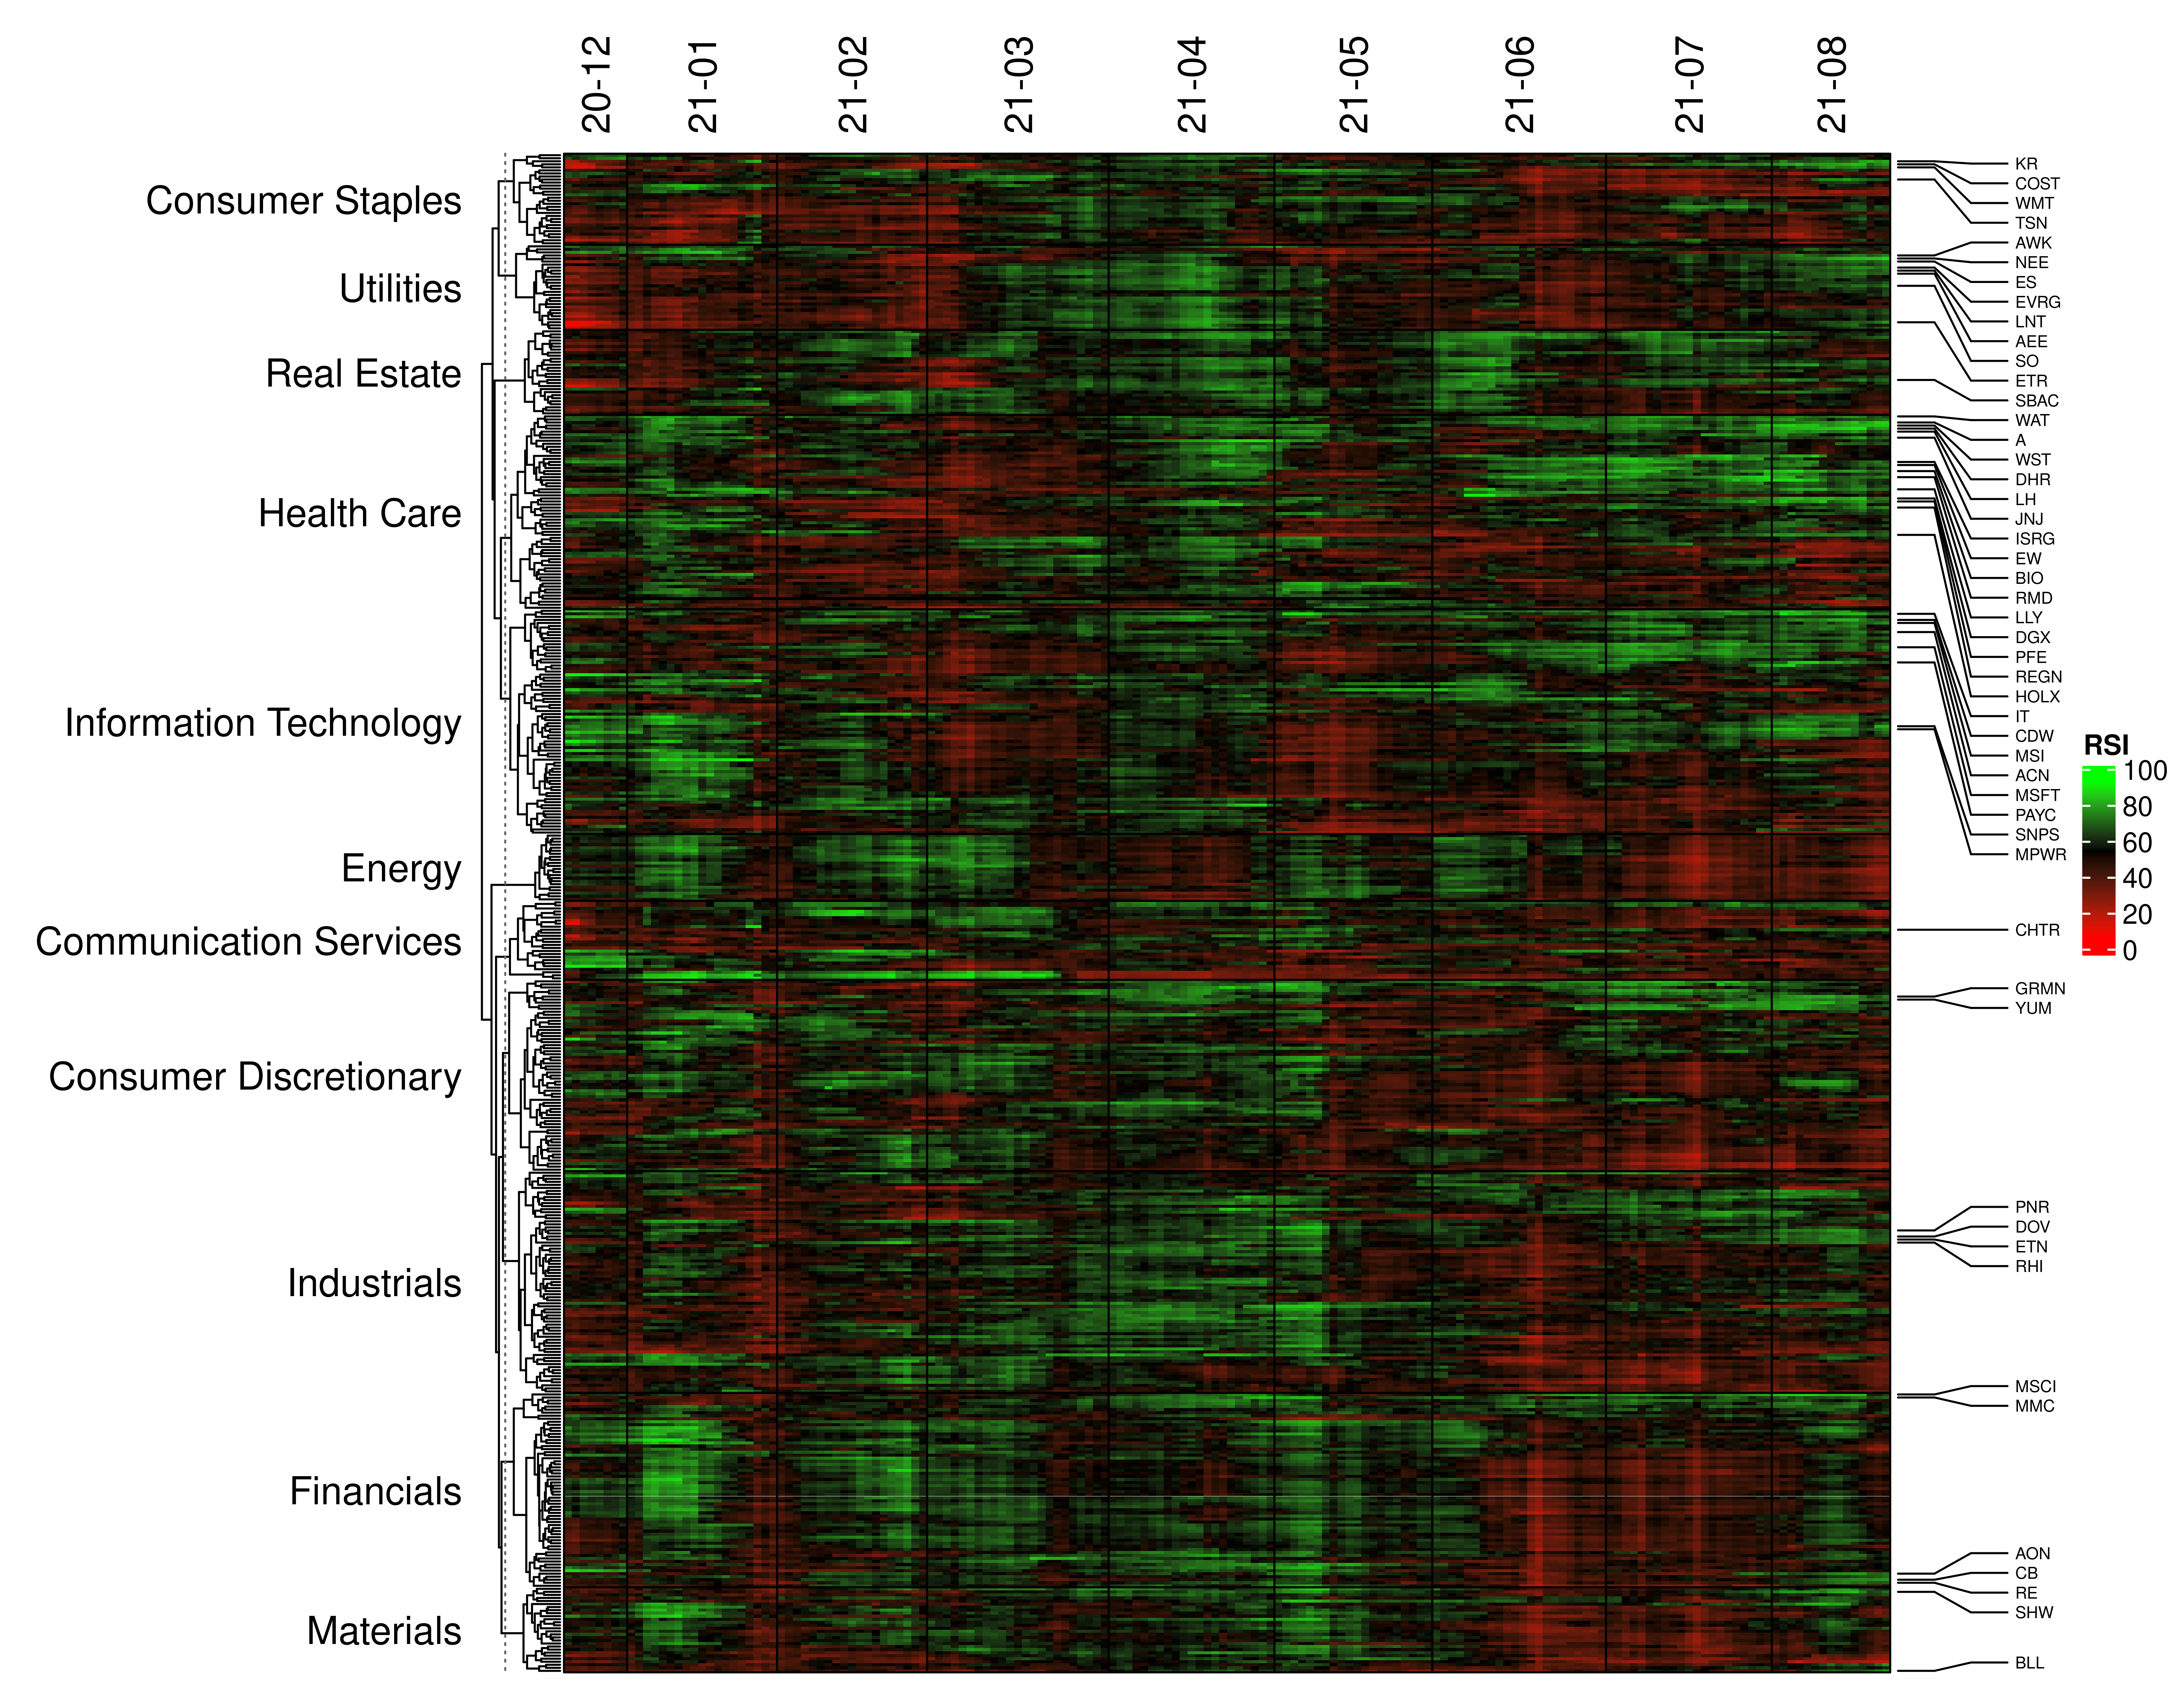 20-12
21-01
21-02
21-03
21-04
21-05
21-06
21-07
21-08
Consumer Staples
Utilities
Real Estate
Health Care
Information Technology
Energy
Communication Services
Consumer Discretionary
Industrials
Financials
Materials
KR
COST
WMT
TSN
AWK
NEE
ES
EVRG
LNT
AEE
SO
ETR
SBAC
WAT
A
WST
DHR
LH
JNJ
ISRG
EW
BIO
RMD
LLY
DGX
PFE
REGN
HOLX
IT
CDW
MSI
ACN
MSFT
PAYC
SNPS
MPWR
CHTR
GRMN
YUM
PNR
DOV
ETN
RHI
MSCI
MMC
AON
CB
RE
SHW
BLL
RSI
100
80
60
40
20
0